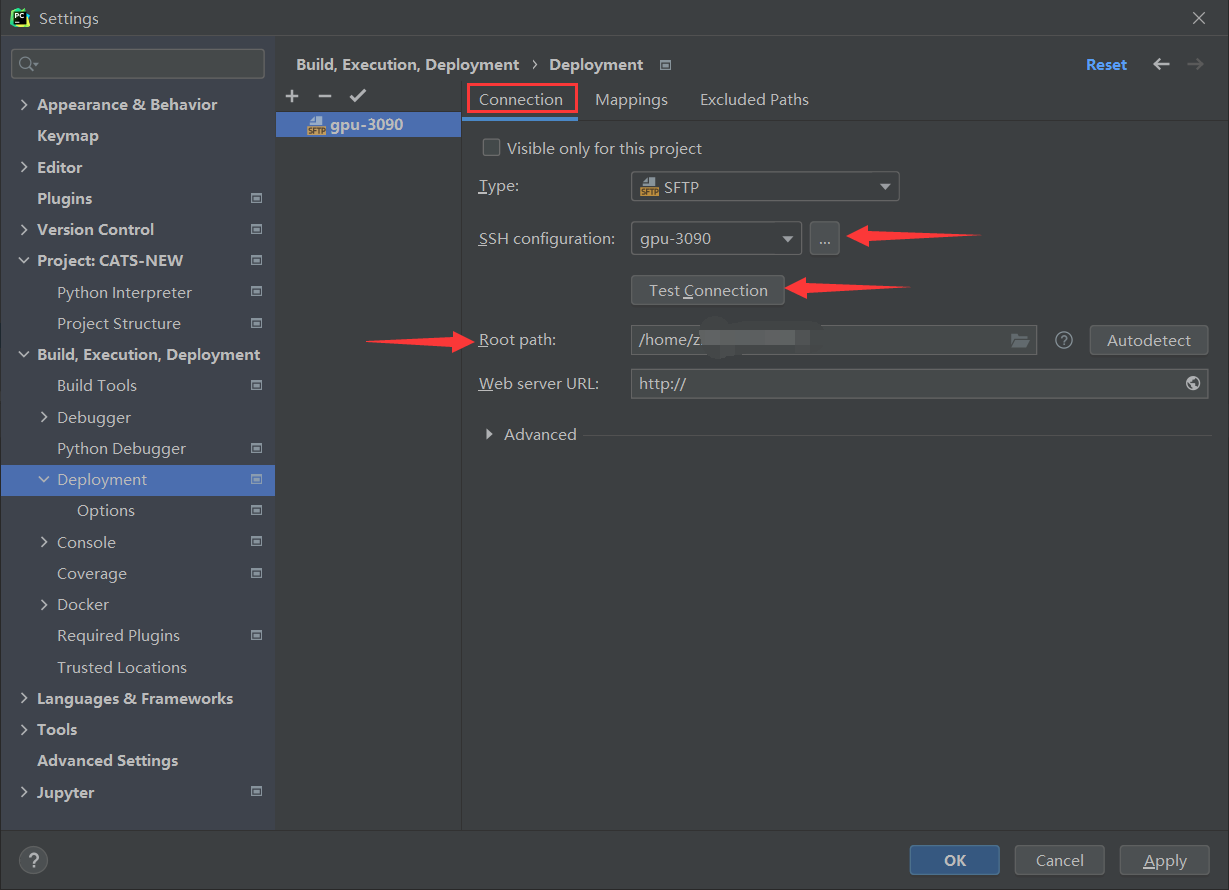 PC Settings
Appearance & Behavior
Keymap
Editor
Plugins
Version Control
Project: CATS-NEW
Python Interpreter
Project Structure
Build, Execution, Deployment
Build Tools
Debugger
Python Debugger
Deployment
Options
Console
Coverage
Docker
Required Plugins
Trusted Locations
Languages & Frameworks
Tools
Advanced Settings
Jupyter
Build, Execution, Deployment › Deployment
Reset
SFTP gpu-3090
Connection Mappings Excluded Paths
Visible only for this project
Type: SFTP SFTP
SSH configuration: gpu-3090 ...
Test Connection
Root path: /home/z ? Autodetect
Web server URL: http://
Advanced
? OK Cancel Apply